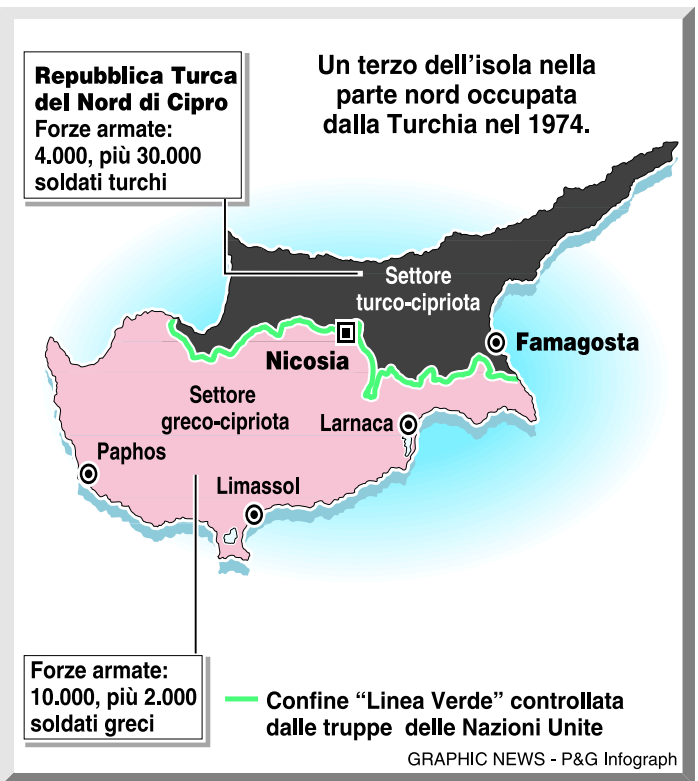 Repubblica Turca
del Nord di Cipro
Forze armate:
4.000, più 30.000
soldati turchi
Un terzo dell'isola nella
parte nord occupata
dalla Turchia nel 1974.
Settore
turco-cipriota
Famagosta
Nicosia
Settore
greco-cipriota
Larnaca
Paphos
Limassol
Forze armate:
10.000, più 2.000
soldati greci
Confine “Linea Verde” controllata
dalle truppe delle Nazioni Unite
GRAPHIC NEWS - P&G Infograph